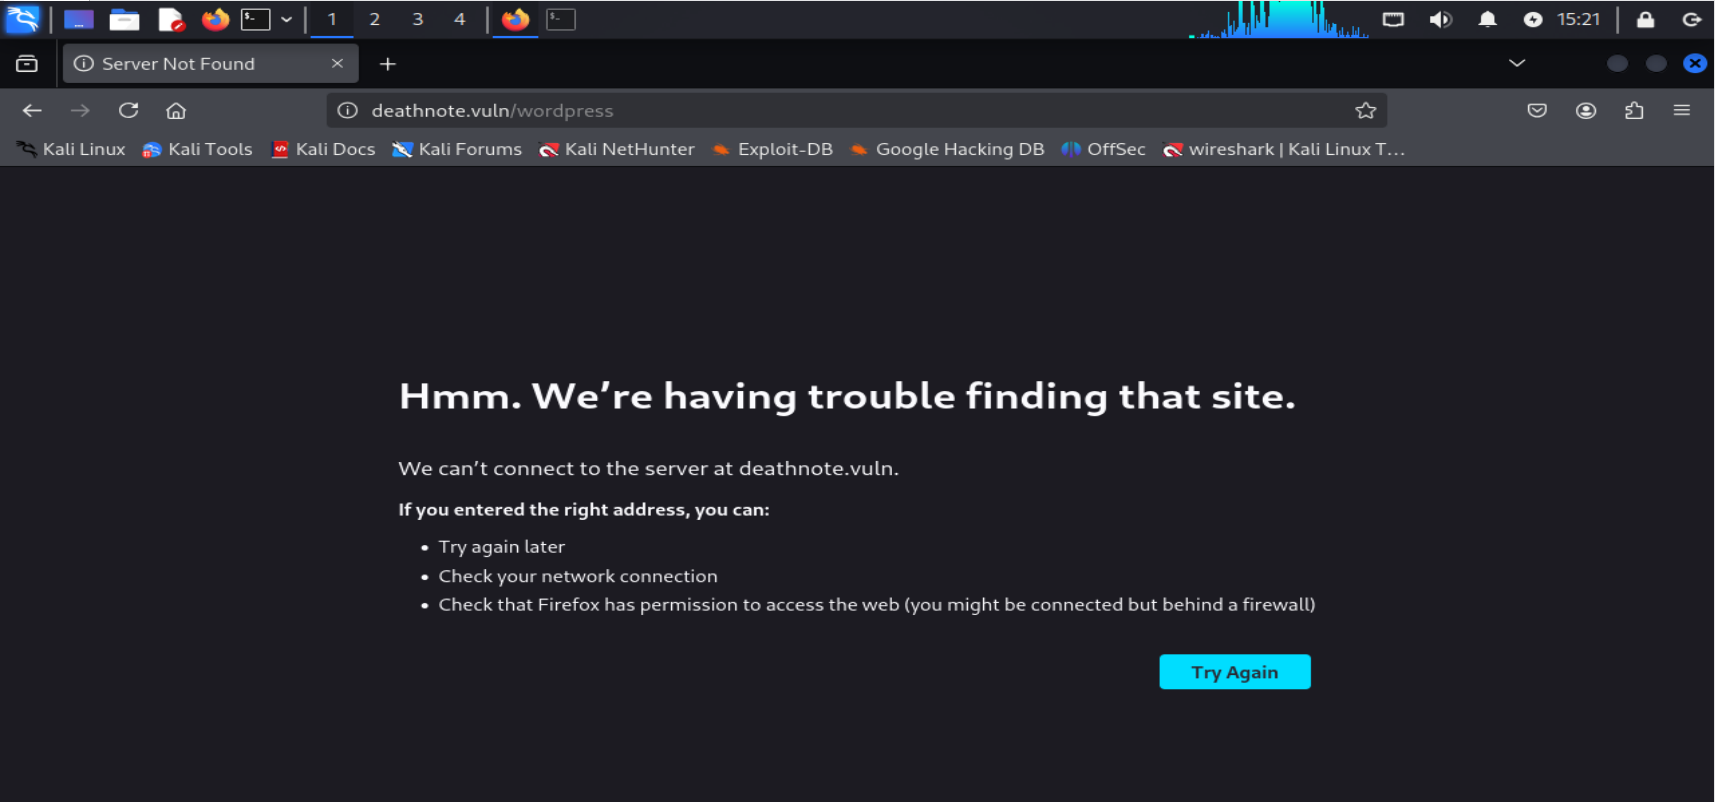 1 2 3 4 15:21
Server Not Found
deathnote.vuln/wordpress
Kali Linux Kali Tools Kali Docs Kali Forums Kali NetHunter Exploit-DB Google Hacking DB OffSec wireshark | Kali Linux T...
Hmm. We’re having trouble finding that site.
We can’t connect to the server at deathnote.vuln.
If you entered the right address, you can:
• Try again later
• Check your network connection
• Check that Firefox has permission to access the web (you might be connected but behind a firewall)
Try Again